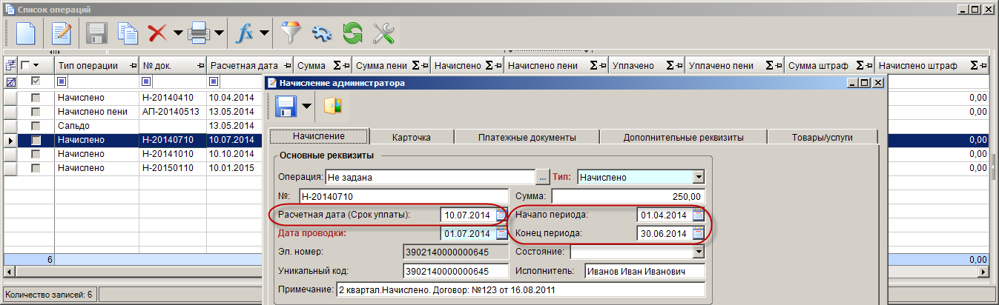 Список операций
Тип операции № док. Расчетная дата Сумма Σ Сумма пени Σ Начислено Σ Начислено пени Σ Уплачено Σ Уплачено пени Σ Сумма штраф Σ Начислено штраф Σ
Начислено Н-20140410 10.04.2014 0,00
Начислено пени АП-20140513 13.05.2014 0,00
Сальдо 13.05.2014
Начислено Н-20140710 10.07.2014 0,00
Начислено Н-20141010 10.10.2014 0,00
Начислено Н-20150110 10.01.2015 0,00
6 0,00
Количество записей: 6
Начисление администратора
Начисление Карточка Платежные документы Дополнительные реквизиты Товары/услуги
Основные реквизиты
Операция: Не задана ... Тип: Начислено
№: Н-20140710 Сумма: 250,00
Расчетная дата (Срок уплаты): 10.07.2014 Начало периода: 01.04.2014
Дата проводки: 01.07.2014 Конец периода: 30.06.2014
Эл. номер: 3902140000000645 Состояние:
Уникальный код: 3902140000000645 Исполнитель: Иванов Иван Иванович
Примечание: 2 квартал.Начислено. Договор: №123 от 16.08.2011